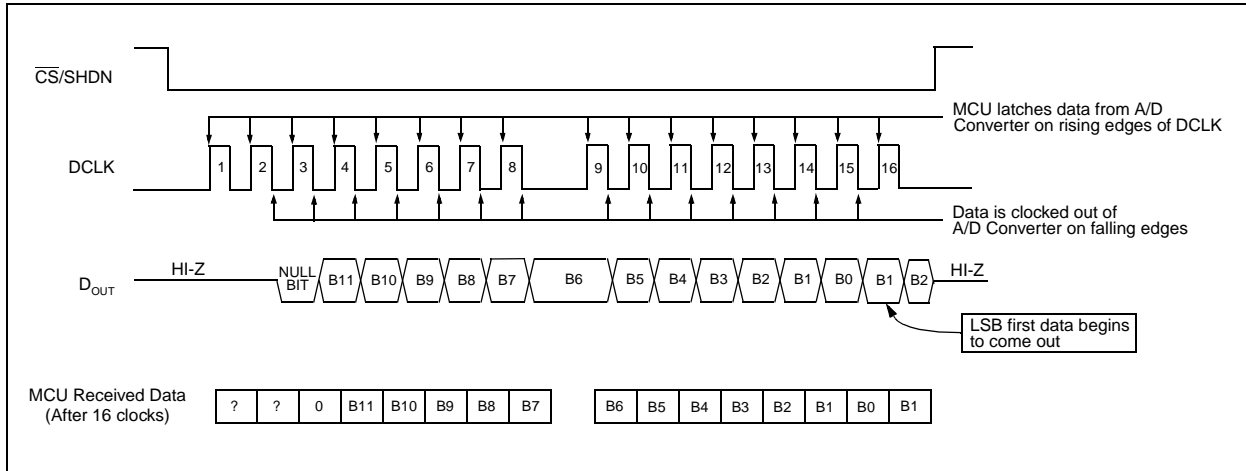 CS/SHDN
MCU latches data from A/D
Converter on rising edges of DCLK
DCLK
1 2 3 4 5 6 7 8 9 10 11 12 13 14 15 16
Data is clocked out of
A/D Converter on falling edges
DOUT
HI-Z
NULL
BIT
B11 B10 B9 B8 B7 B6 B5 B4 B3 B2 B1 B0 B1 B2
HI-Z
LSB first data begins
to come out
MCU Received Data
(After 16 clocks)
? ? 0 B11 B10 B9 B8 B7 B6 B5 B4 B3 B2 B1 B0 B1